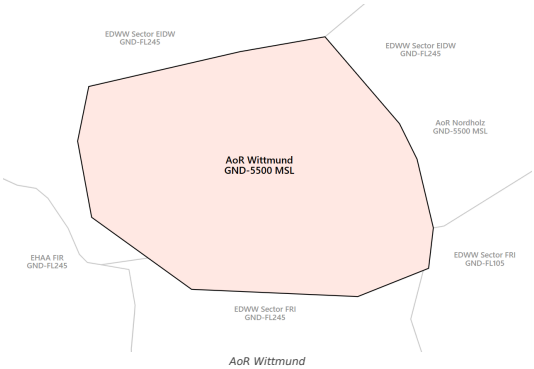 EDWW Sector EIDW
GND-FL245
EDWW Sector EIDW
GND-FL245
AoR Nordholz
GND-5500 MSL
AoR Wittmund
GND-5500 MSL
EHAA FIR
GND-FL245
EDWW Sector FRI
GND-FL105
EDWW Sector FRI
GND-FL245
AoR Wittmund